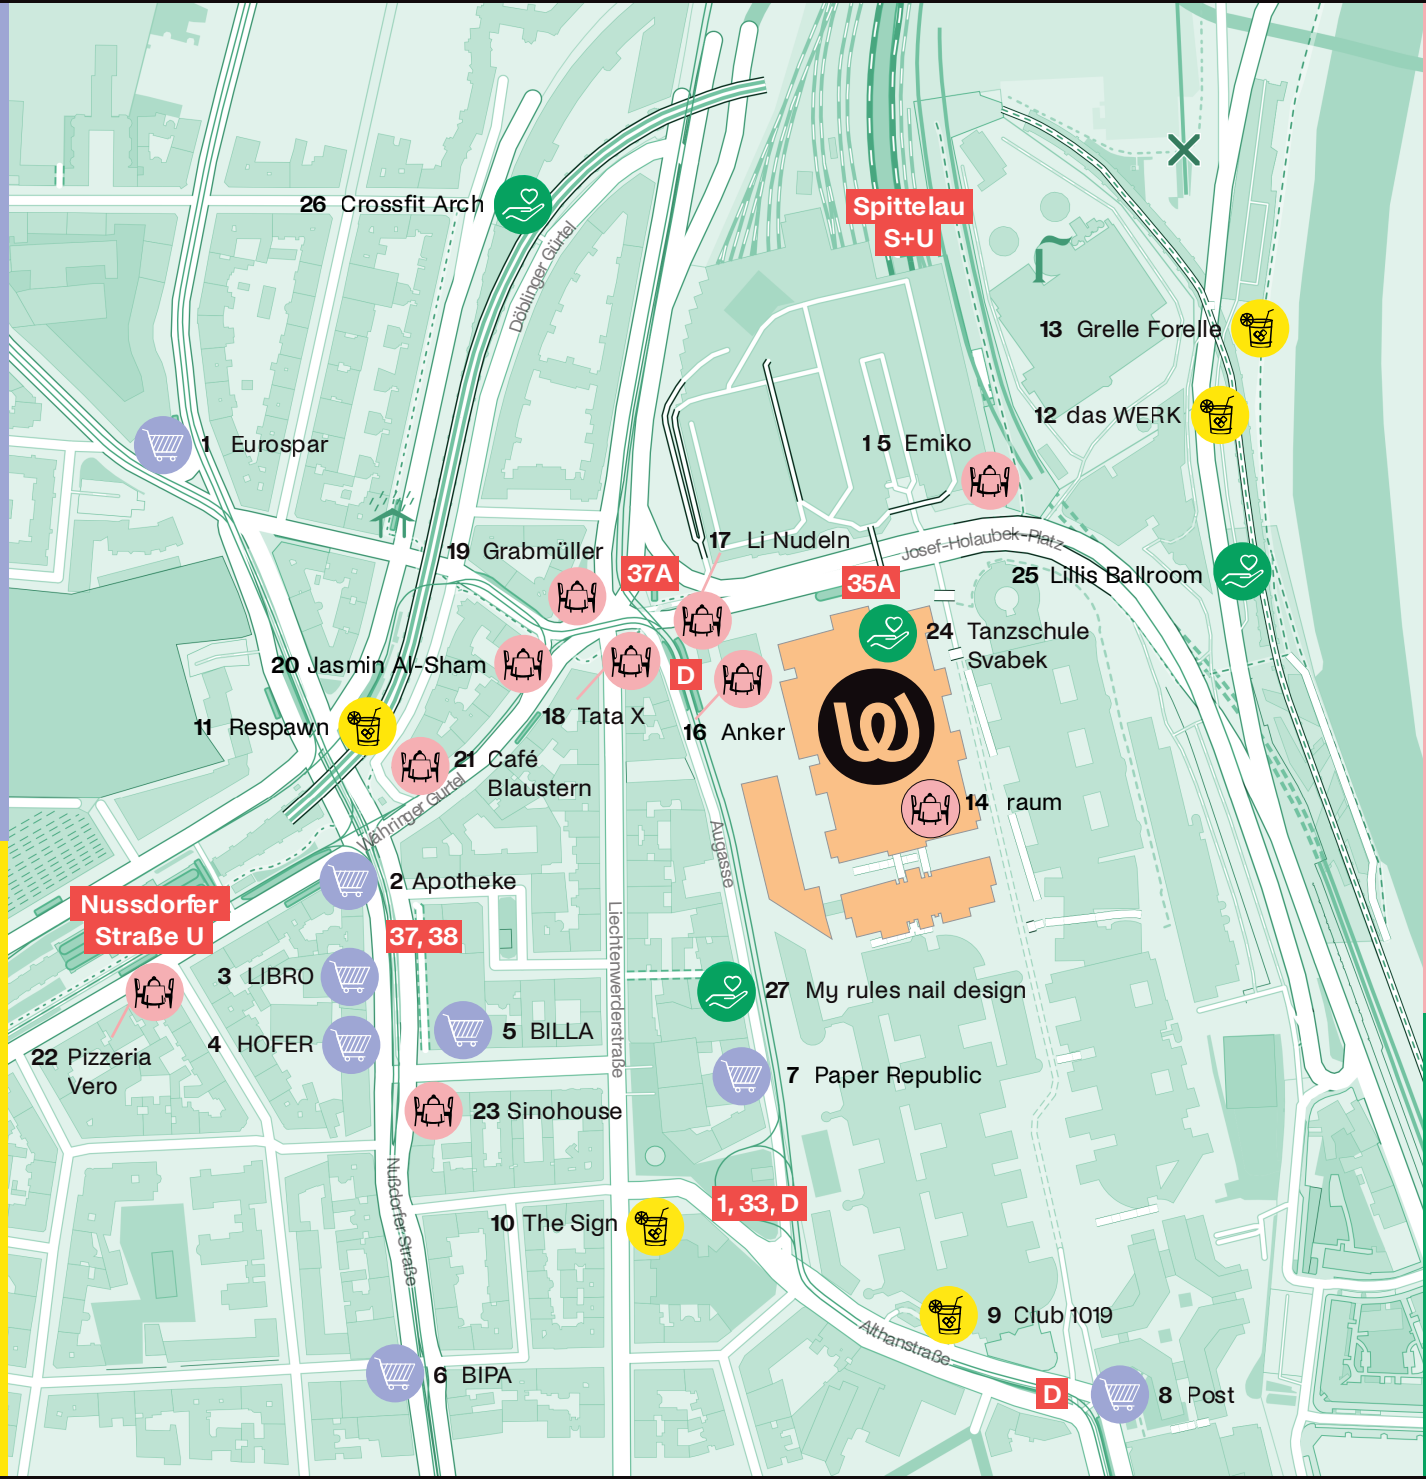 26 Crossfit Arch
Spittelau
S+U
Döblinger Gürtel
13 Grelle Forelle
12 das WERK
1 Eurospar
15 Emiko
17 Li Nudeln
19 Grabmüller
Josef-Holaubek-Platz
37A
35A
25 Lillis Ballroom
24 Tanzschule
Svabek
20 Jasmin Al-Sham
D
18 Tata X
11 Respawn
16 Anker
21 Café
Blaustern
W
14 raum
Währinger Gürtel
Augasse
2 Apotheke
Nussdorfer
Straße U
37, 38
Liechtenwerderstraße
3 LIBRO
27 My rules nail design
5 BILLA
4 HOFER
22 Pizzeria
Vero
7 Paper Republic
23 Sinohouse
Nußdorfer Straße
1, 33, D
10 The Sign
9 Club 1019
Althanstraße
6 BIPA
D
8 Post